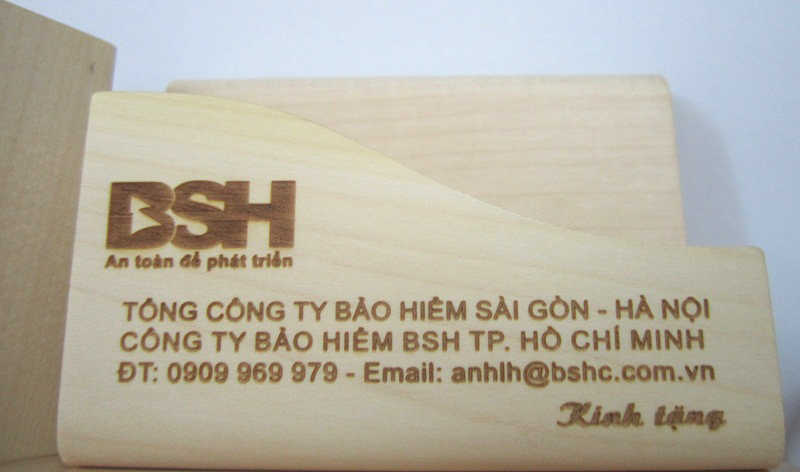 BSH
An toàn để phát triển
TỔNG CÔNG TY BẢO HIỂM SÀI GÒN - HÀ NỘI
CÔNG TY BẢO HIỂM BSH TP. HỒ CHÍ MINH
ĐT: 0909 969 979 - Email: anhlh@bshc.com.vn
Kính tặng